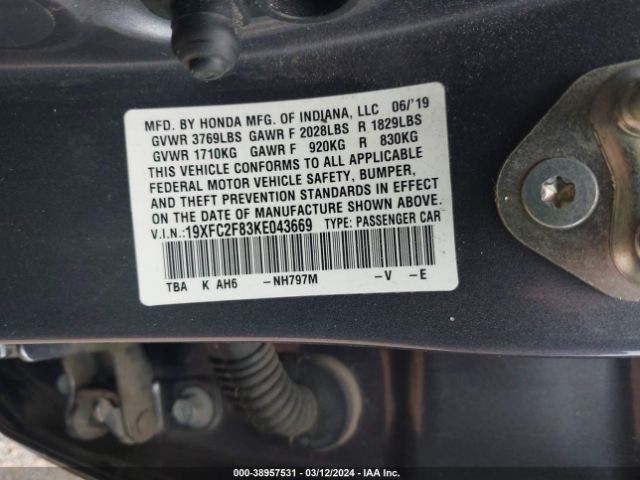 MFD. BY HONDA MFG. OF INDIANA, LLC 06/'19
GVWR 3769LBS GAWR F 2028LBS R 1829LBS
GVWR 1710KG GAWR F 920KG R 830KG
THIS VEHICLE CONFORMS TO ALL APPLICABLE
FEDERAL MOTOR VEHICLE SAFETY, BUMPER,
AND THEFT PREVENTION STANDARDS IN EFFECT
ON THE DATE OF MANUFACTURE SHOWN ABOVE.
V.I.N.:19XFC2F83KE043669 TYPE: PASSENGER CAR
TBA K AH6 -NH797M -V -E
000-38957531 - 03/12/2024 - IAA Inc.